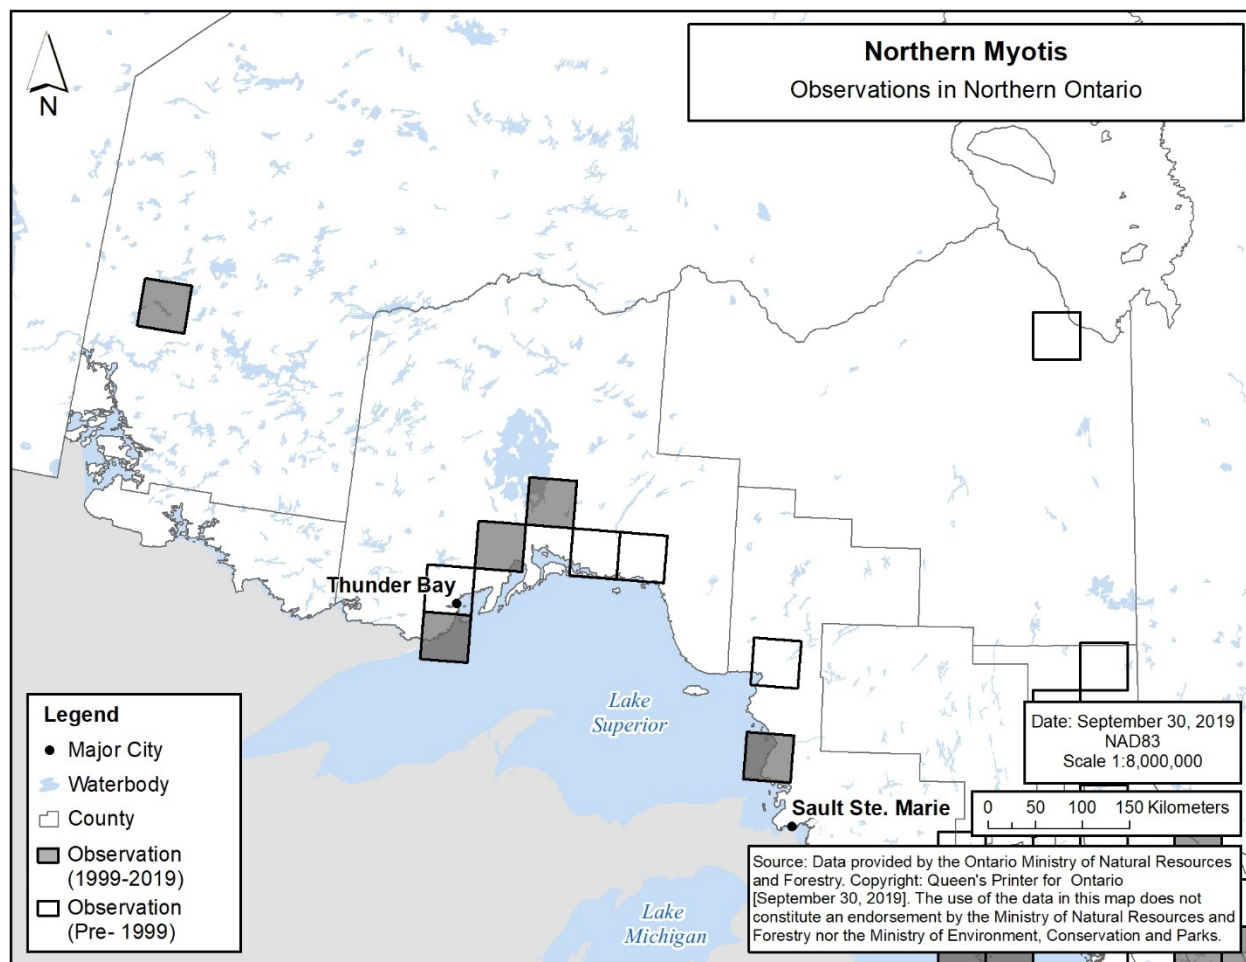 Northern Myotis
Observations in Northern Ontario
N
Thunder Bay
Lake
Superior
Legend
Major City
Waterbody
County
Observation
(1999-2019)
Observation
(Pre- 1999)
Date: September 30, 2019
NAD83
Scale 1:8,000,000
Sault Ste. Marie
0 50 100 150 Kilometers
Lake
Michigan
Source: Data provided by the Ontario Ministry of Natural Resources
and Forestry. Copyright: Queen's Printer for Ontario
[September 30, 2019]. The use of the data in this map does not
constitute an endorsement by the Ministry of Natural Resources and
Forestry nor the Ministry of Environment, Conservation and Parks.